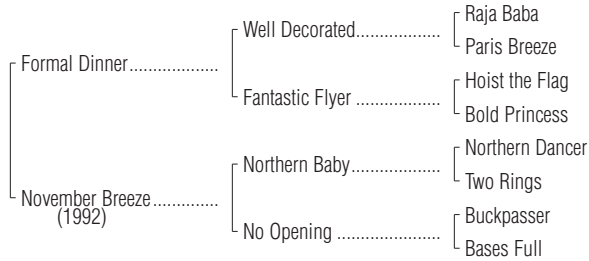 Raja Baba
Well Decorated...................
Paris Breeze
Formal Dinner....................
Hoist the Flag
Fantastic Flyer ..................
Bold Princess
Northern Dancer
Northern Baby....................
Two Rings
November Breeze..............
(1992)
Buckpasser
No Opening ......................
Bases Full